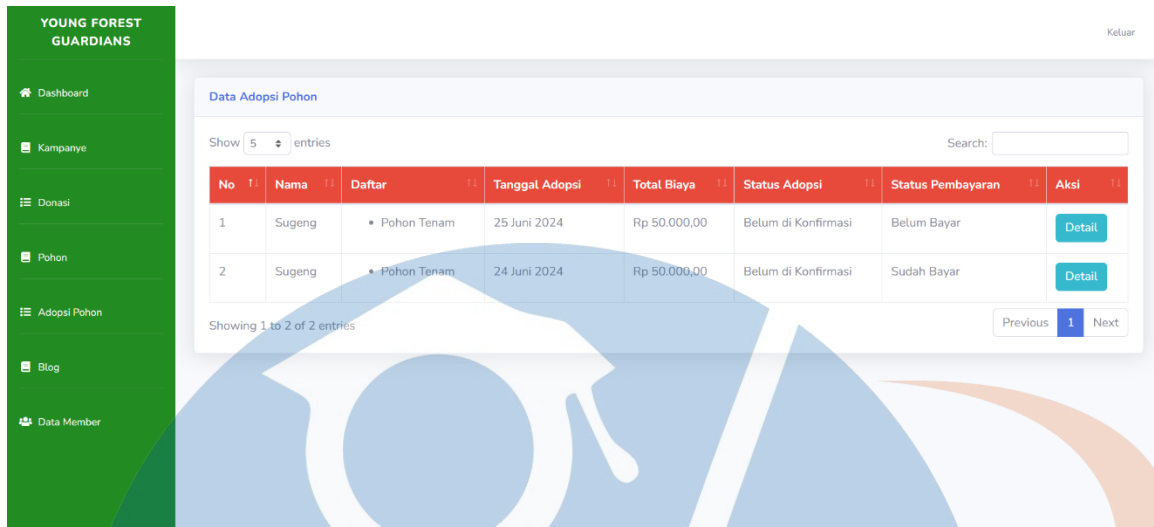 YOUNG FOREST
GUARDIANS
Keluar
Dashboard
Kampanye
Donasi
Pohon
Adopsi Pohon
Blog
Data Member
Data Adopsi Pohon
Show 5 entries
Search:
No Nama Daftar Tanggal Adopsi Total Biaya Status Adopsi Status Pembayaran Aksi
1 Sugeng • Pohon Tenam 25 Juni 2024 Rp 50.000,00 Belum di Konfirmasi Belum Bayar Detail
2 Sugeng • Pohon Tenam 24 Juni 2024 Rp 50.000,00 Belum di Konfirmasi Sudah Bayar Detail
Showing 1 to 2 of 2 entries
Previous 1 Next